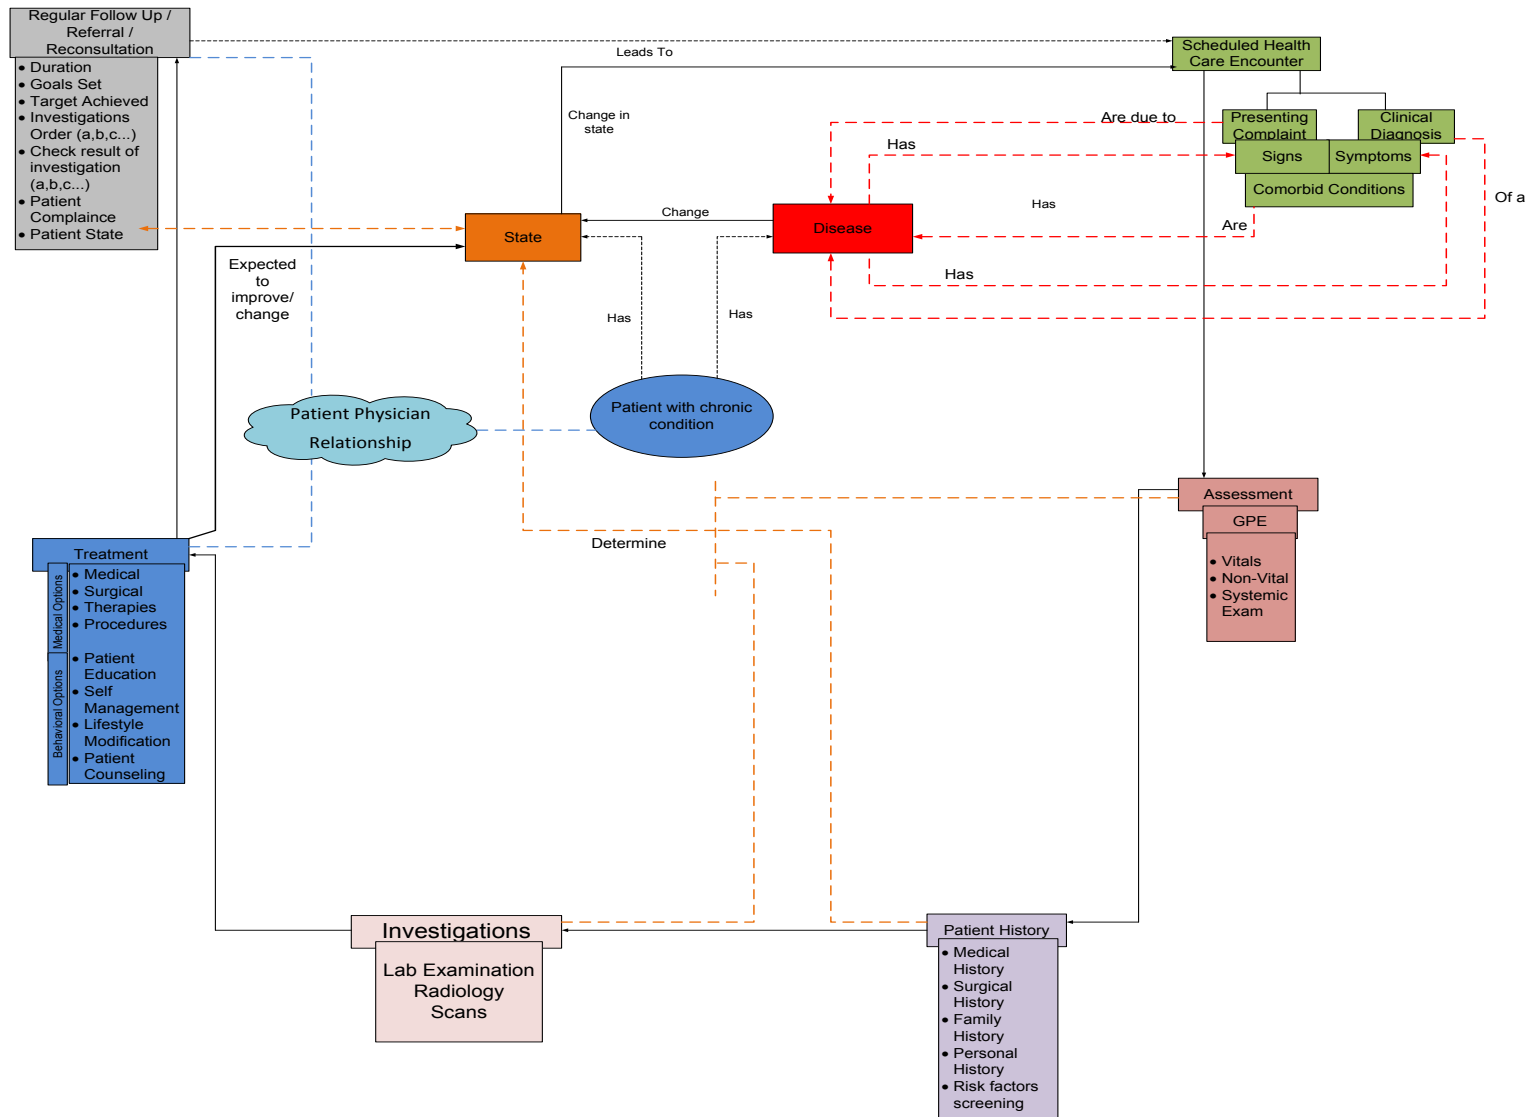 Regular Follow Up /
Referral /
Reconsultation
• Duration
• Goals Set
• Target Achieved
• Investigations
Order (a,b,c...)
• Check result of
investigation
(a,b,c...)
• Patient
Complaince
• Patient State
Leads To
Scheduled Health
Care Encounter
Change in
state
Are due to
Presenting
Complaint
Clinical
Diagnosis
Has
Signs
Symptoms
Comorbid Conditions
Of a
Has
Are
Change
State
Disease
Has
Expected
to
improve/
change
Has
Has
Patient Physician
Relationship
Patient with chronic
condition
Assessment
GPE
• Vitals
• Non-Vital
• Systemic
Exam
Determine
Treatment
Medical Options
• Medical
• Surgical
• Therapies
• Procedures
Behavioral Options
• Patient
Education
• Self
Management
• Lifestyle
Modification
• Patient
Counseling
Investigations
Lab Examination
Radiology
Scans
Patient History
• Medical
History
• Surgical
History
• Family
History
• Personal
History
• Risk factors
screening